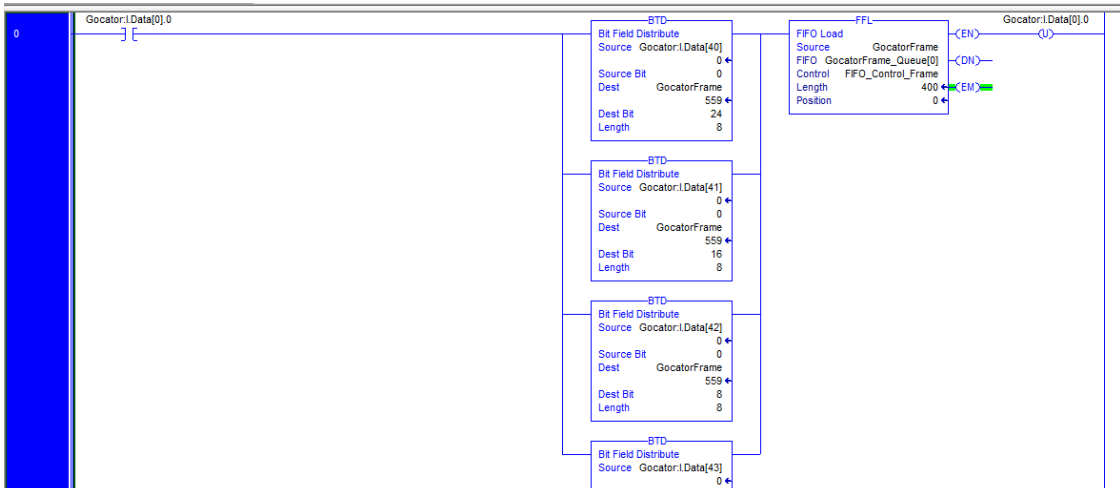 Gocator:I.Data[0].0
0
BTD
Bit Field Distribute
Source Gocator:I.Data[40]
0
Source Bit 0
Dest GocatorFrame
559
Dest Bit 24
Length 8
FFL
FIFO Load
Source GocatorFrame
FIFO GocatorFrame_Queue[0]
Control FIFO_Control_Frame
Length 400
Position 0
EN
DN
EM
Gocator:I.Data[0].0
U
BTD
Bit Field Distribute
Source Gocator:I.Data[41]
0
Source Bit 0
Dest GocatorFrame
559
Dest Bit 16
Length 8
BTD
Bit Field Distribute
Source Gocator:I.Data[42]
0
Source Bit 0
Dest GocatorFrame
559
Dest Bit 8
Length 8
BTD
Bit Field Distribute
Source Gocator:I.Data[43]
0